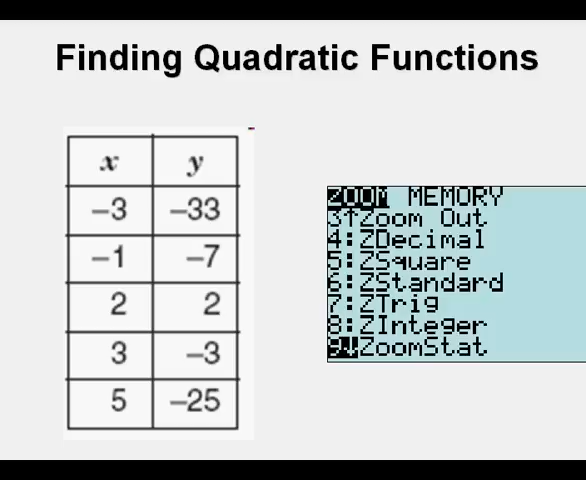 Finding Quadratic Functions
x y
−3 −33
−1 −7
2 2
3 −3
5 −25
ZOOM MEMORY
3↑Zoom Out
4:ZDecimal
5:ZSquare
6:ZStandard
7:ZTrig
8:ZInteger
9↓ZoomStat